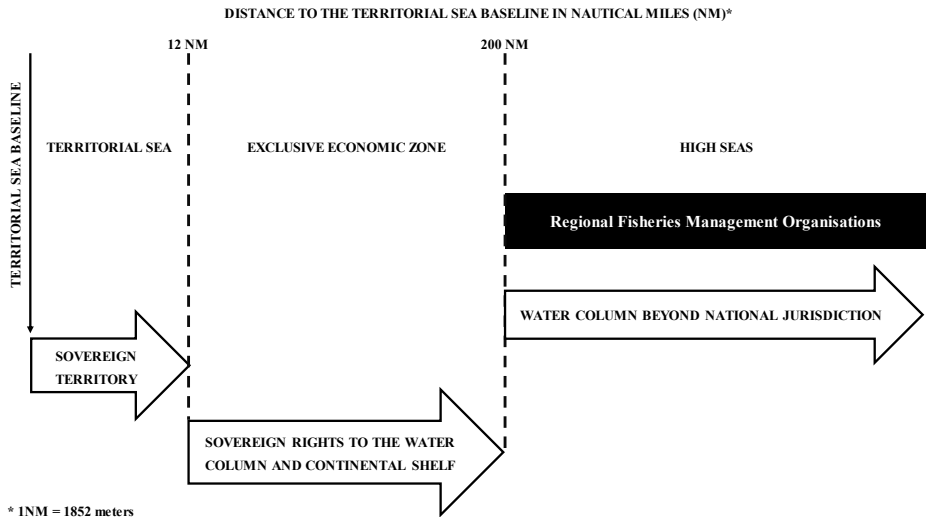 DISTANCE TO THE TERRITORIAL SEA BASELINE IN NAUTICAL MILES (NM)*
12 NM
200 NM
TERRITORIAL SEA BASELINE
TERRITORIAL SEA
EXCLUSIVE ECONOMIC ZONE
HIGH SEAS
Regional Fisheries Management Organisations
WATER COLUMN BEYOND NATIONAL JURISDICTION
SOVEREIGN
TERRITORY
SOVEREIGN RIGHTS TO THE WATER
COLUMN AND CONTINENTAL SHELF
* 1NM = 1852 meters